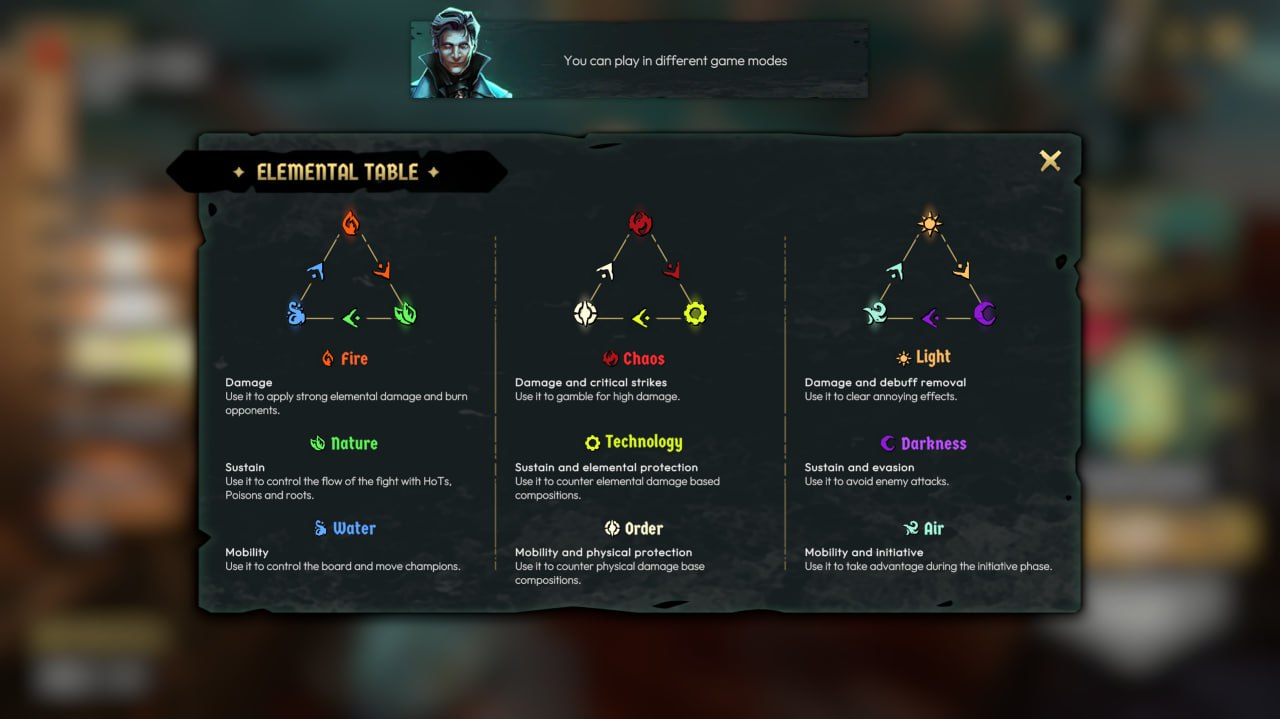 You can play in different game modes
ELEMENTAL TABLE
Fire
Damage
Use it to apply strong elemental damage and burn
opponents.
Nature
Sustain
Use it to control the flow of the fight with HoTs,
Poisons and roots.
Water
Mobility
Use it to control the board and move champions.
Chaos
Damage and critical strikes
Use it to gamble for high damage.
Technology
Sustain and elemental protection
Use it to counter elemental damage based
compositions.
Order
Mobility and physical protection
Use it to counter physical damage base
compositions.
Light
Damage and debuff removal
Use it to clear annoying effects.
Darkness
Sustain and evasion
Use it to avoid enemy attacks.
Air
Mobility and initiative
Use it to take advantage during the initiative phase.